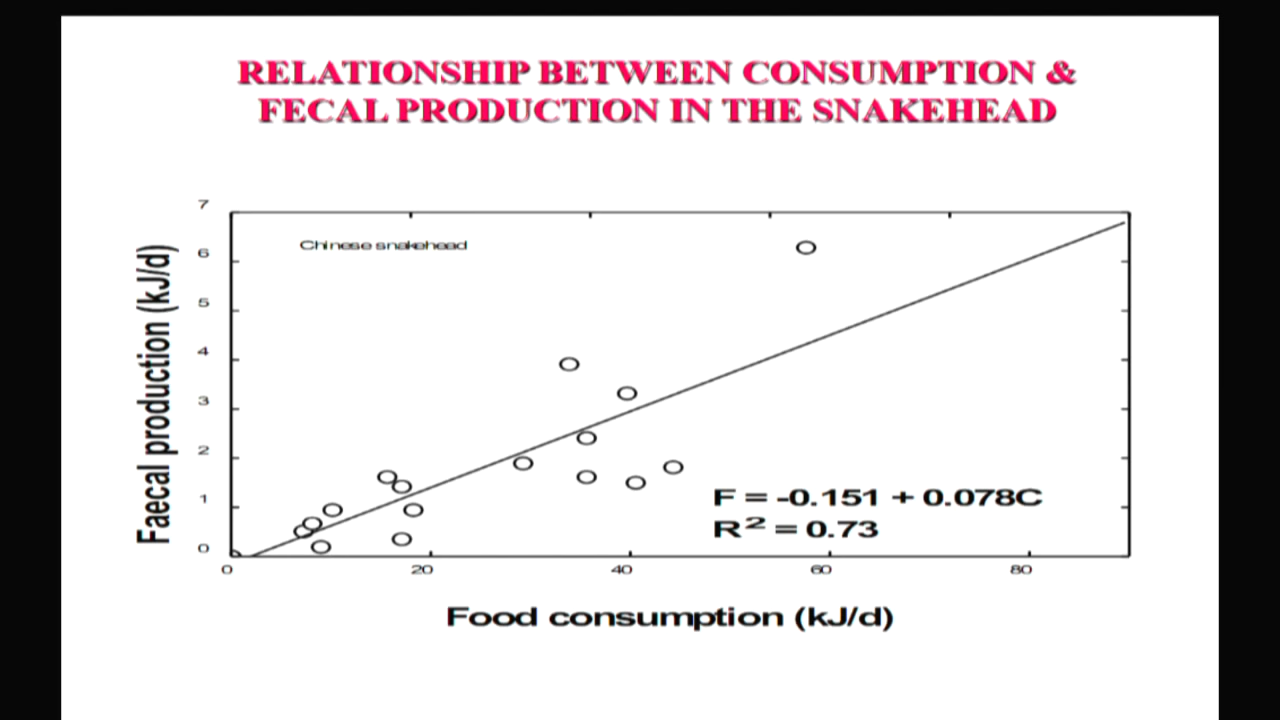 RELATIONSHIP BETWEEN CONSUMPTION &
FECAL PRODUCTION IN THE SNAKEHEAD
7
6
5
4
3
2
1
0
Faecal production (kJ/d)
Chinese snakehead
F = -0.151 + 0.078C
R² = 0.73
0 20 40 60 80
Food consumption (kJ/d)